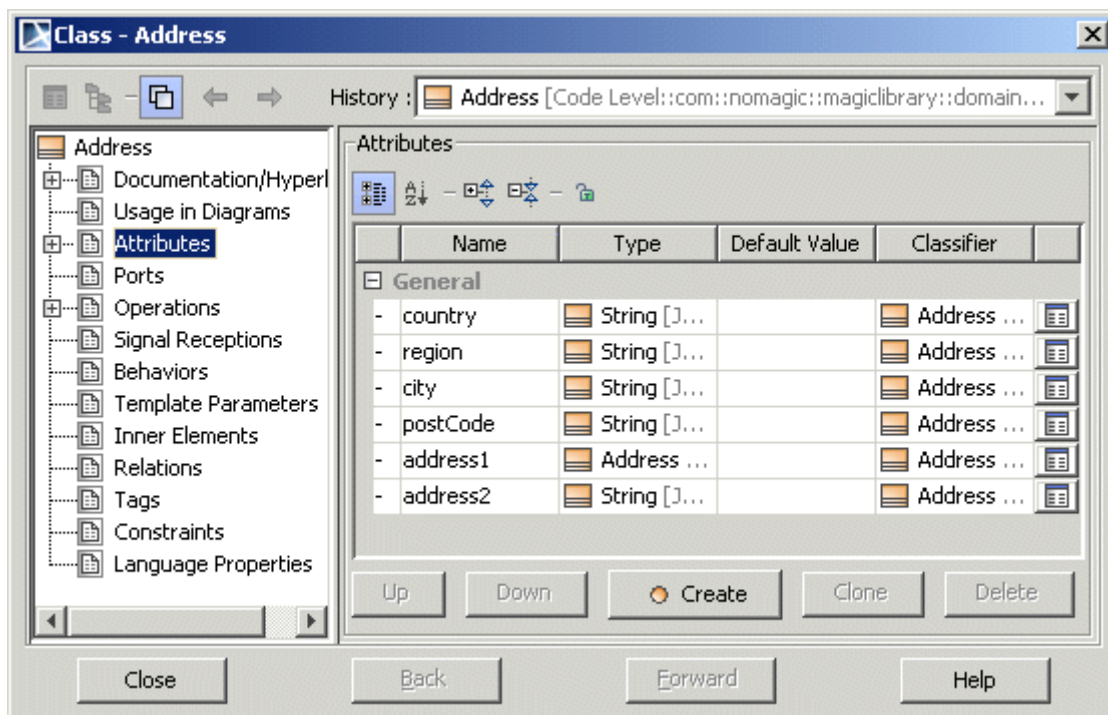 Class - Address
History : Address [Code Level::com::nomagic::magiclibrary::domain...
Address
Documentation/Hyperl
Usage in Diagrams
Attributes
Ports
Operations
Signal Receptions
Behaviors
Template Parameters
Inner Elements
Relations
Tags
Constraints
Language Properties
Attributes
Name Type Default Value Classifier
General
- country String [J... Address ...
- region String [J... Address ...
- city String [J... Address ...
- postCode String [J... Address ...
- address1 Address ... Address ...
- address2 String [J... Address ...
Up Down Create Clone Delete
Close Back Forward Help